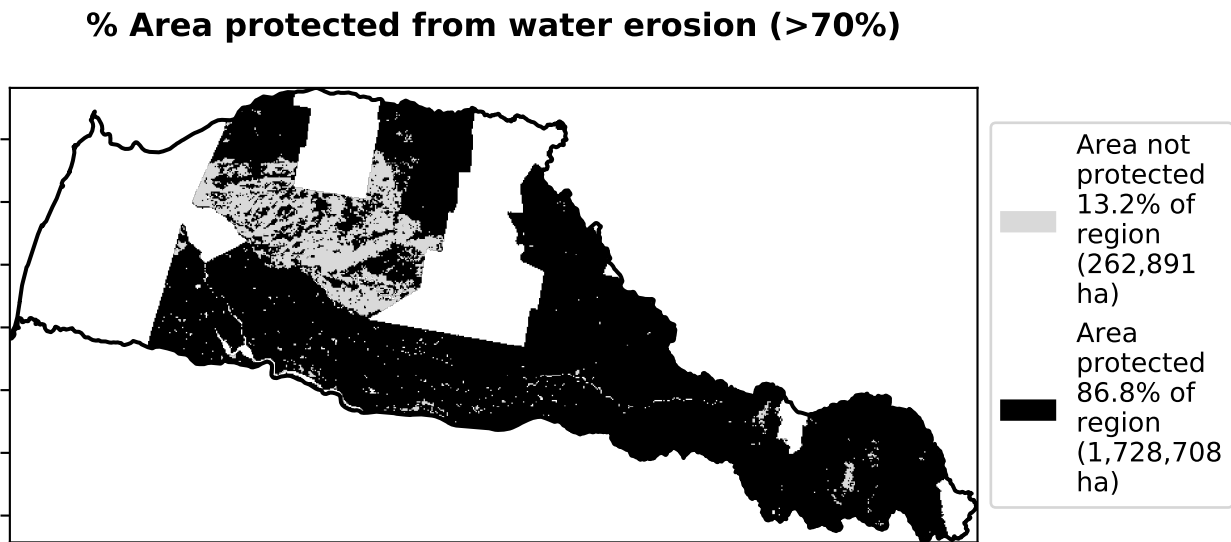 % Area protected from water erosion (>70%)
Area not
protected
13.2% of
region
(262,891
ha)
Area
protected
86.8% of
region
(1,728,708
ha)